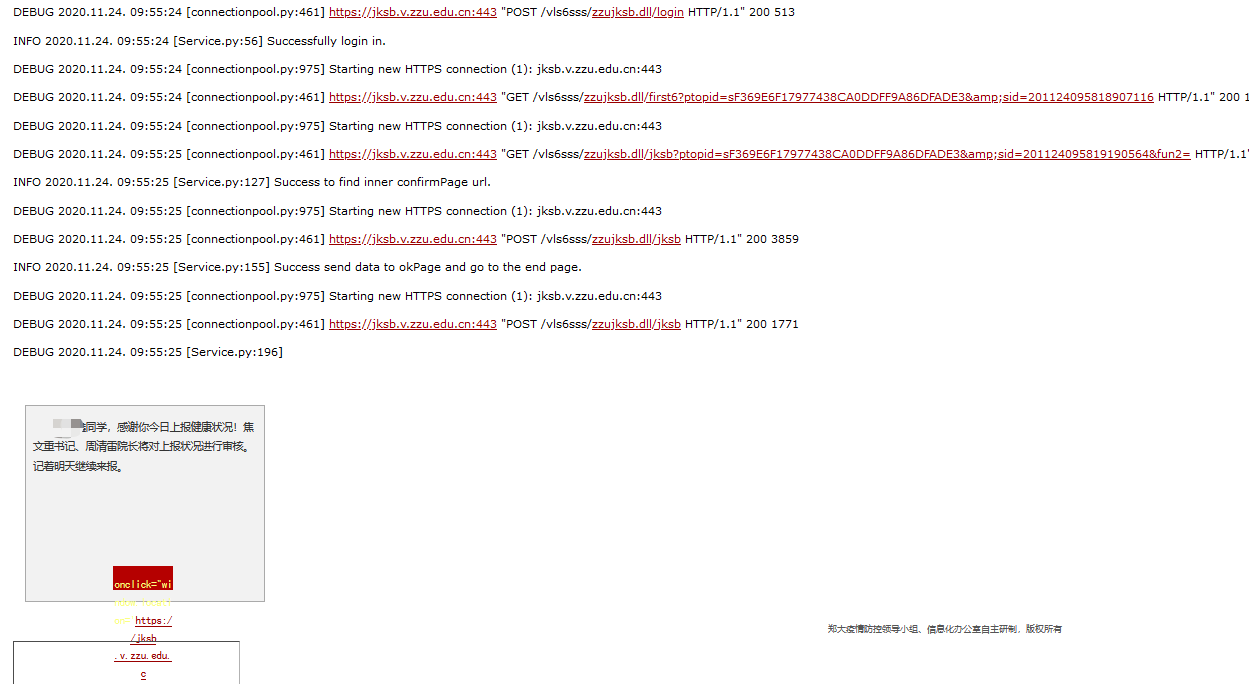 DEBUG 2020.11.24. 09:55:24 [connectionpool.py:461] https://jksb.v.zzu.edu.cn:443 "POST /vls6sss/zzujksb.dll/login HTTP/1.1" 200 513
INFO 2020.11.24. 09:55:24 [Service.py:56] Successfully login in.
DEBUG 2020.11.24. 09:55:24 [connectionpool.py:975] Starting new HTTPS connection (1): jksb.v.zzu.edu.cn:443
DEBUG 2020.11.24. 09:55:24 [connectionpool.py:461] https://jksb.v.zzu.edu.cn:443 "GET /vls6sss/zzujksb.dll/first6?ptopid=sF369E6F17977438CA0DDFF9A86DFADE3&amp;sid=201124095818907116 HTTP/1.1" 200 1
DEBUG 2020.11.24. 09:55:24 [connectionpool.py:975] Starting new HTTPS connection (1): jksb.v.zzu.edu.cn:443
DEBUG 2020.11.24. 09:55:25 [connectionpool.py:461] https://jksb.v.zzu.edu.cn:443 "GET /vls6sss/zzujksb.dll/jksb?ptopid=sF369E6F17977438CA0DDFF9A86DFADE3&amp;sid=201124095819190564&fun2= HTTP/1.1"
INFO 2020.11.24. 09:55:25 [Service.py:127] Success to find inner confirmPage url.
DEBUG 2020.11.24. 09:55:25 [connectionpool.py:975] Starting new HTTPS connection (1): jksb.v.zzu.edu.cn:443
DEBUG 2020.11.24. 09:55:25 [connectionpool.py:461] https://jksb.v.zzu.edu.cn:443 "POST /vls6sss/zzujksb.dll/jksb HTTP/1.1" 200 3859
INFO 2020.11.24. 09:55:25 [Service.py:155] Success send data to okPage and go to the end page.
DEBUG 2020.11.24. 09:55:25 [connectionpool.py:975] Starting new HTTPS connection (1): jksb.v.zzu.edu.cn:443
DEBUG 2020.11.24. 09:55:25 [connectionpool.py:461] https://jksb.v.zzu.edu.cn:443 "POST /vls6sss/zzujksb.dll/jksb HTTP/1.1" 200 1771
DEBUG 2020.11.24. 09:55:25 [Service.py:196]
同学，感谢你今日上报健康状况！焦
文重书记、周清雷院长将对上报状况进行审核。
记着明天继续来报。
onclick="wi
https:/
/jksb
.v.zzu.edu.
c
郑大疫情防控领导小组、信息化办公室自主研制，版权所有